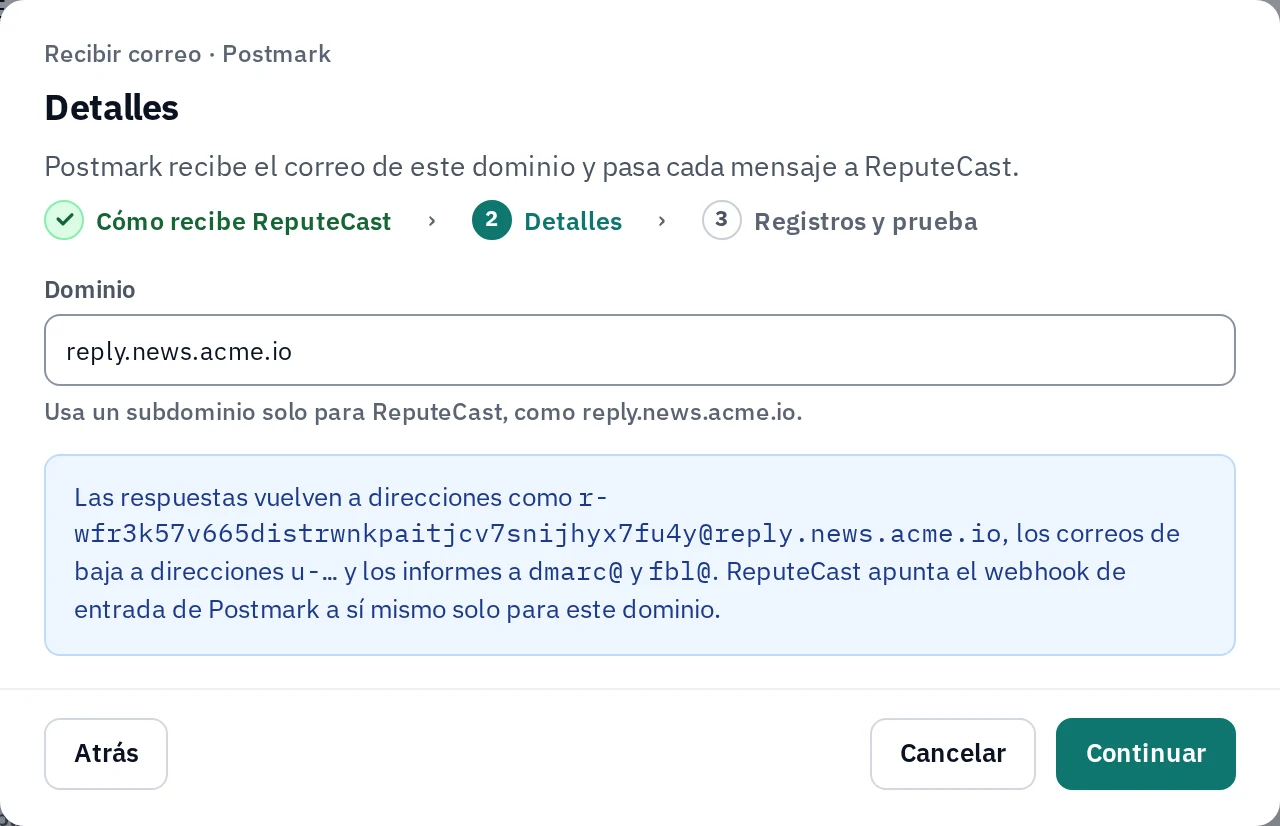 Recibir correo · Postmark
Detalles
Postmark recibe el correo de este dominio y pasa cada mensaje a ReputeCast.
Cómo recibe ReputeCast › 2 Detalles › 3 Registros y prueba
Dominio
reply.news.acme.io
Usa un subdominio solo para ReputeCast, como reply.news.acme.io.
Las respuestas vuelven a direcciones como r-
wfr3k57v665distrwnkpaitjcv7snijhyx7fu4y@reply.news.acme.io, los correos de
baja a direcciones u-… y los informes a dmarc@ y fbl@. ReputeCast apunta el webhook de
entrada de Postmark a sí mismo solo para este dominio.
Atrás Cancelar Continuar